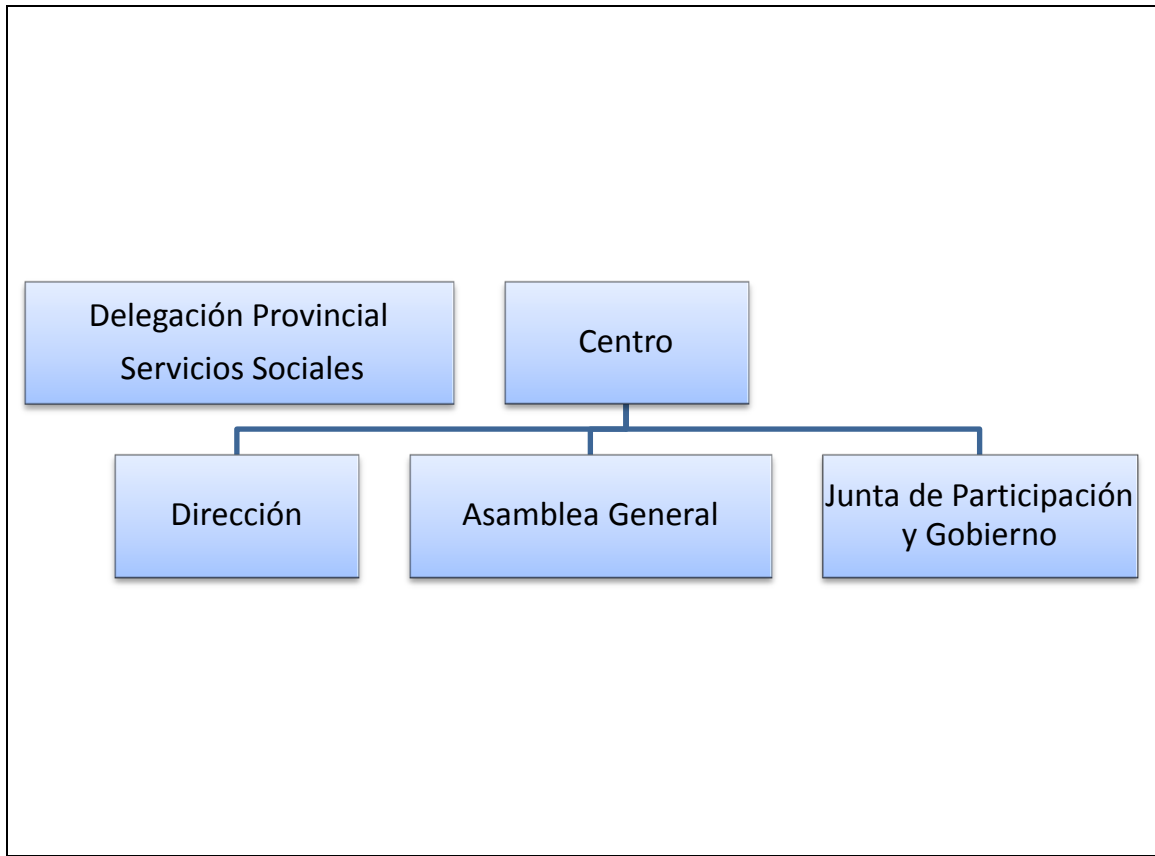 Delegación Provincial
Servicios Sociales
Centro
Dirección
Asamblea General
Junta de Participación
y Gobierno